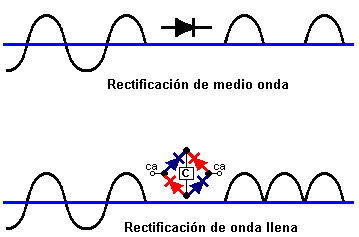 Rectificación de medio onda
ca C ca
Rectificación de onda llena